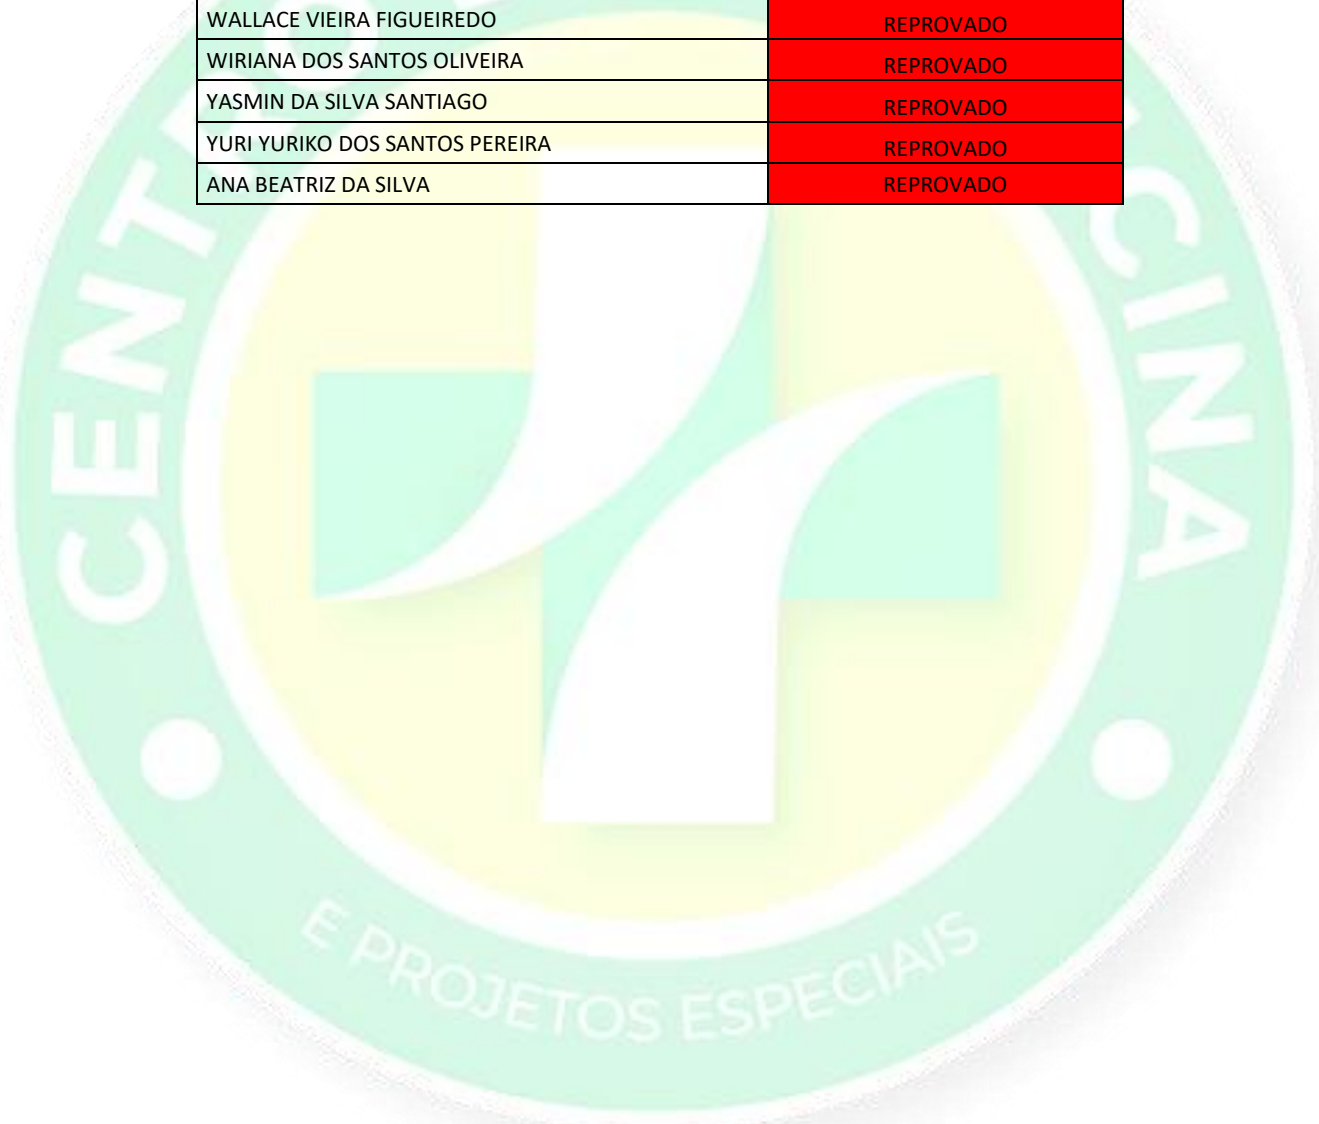 WALLACE VIEIRA FIGUEIREDO REPROVADO
WIRIANA DOS SANTOS OLIVEIRA REPROVADO
YASMIN DA SILVA SANTIAGO REPROVADO
YURI YURIKO DOS SANTOS PEREIRA REPROVADO
ANA BEATRIZ DA SILVA REPROVADO
E PROJETOS ESPECIAIS